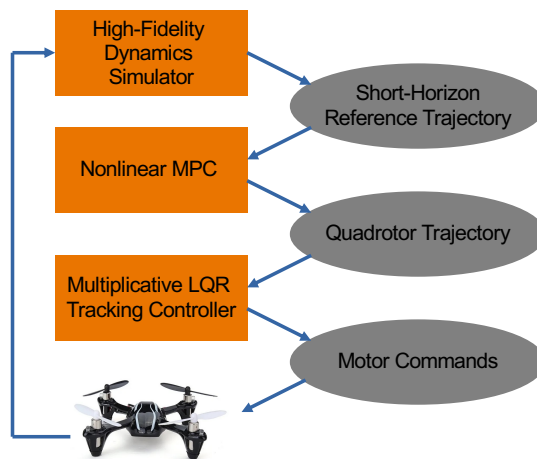 High-Fidelity
Dynamics
Simulator
Short-Horizon
Reference Trajectory
Nonlinear MPC
Quadrotor Trajectory
Multiplicative LQR
Tracking Controller
Motor Commands